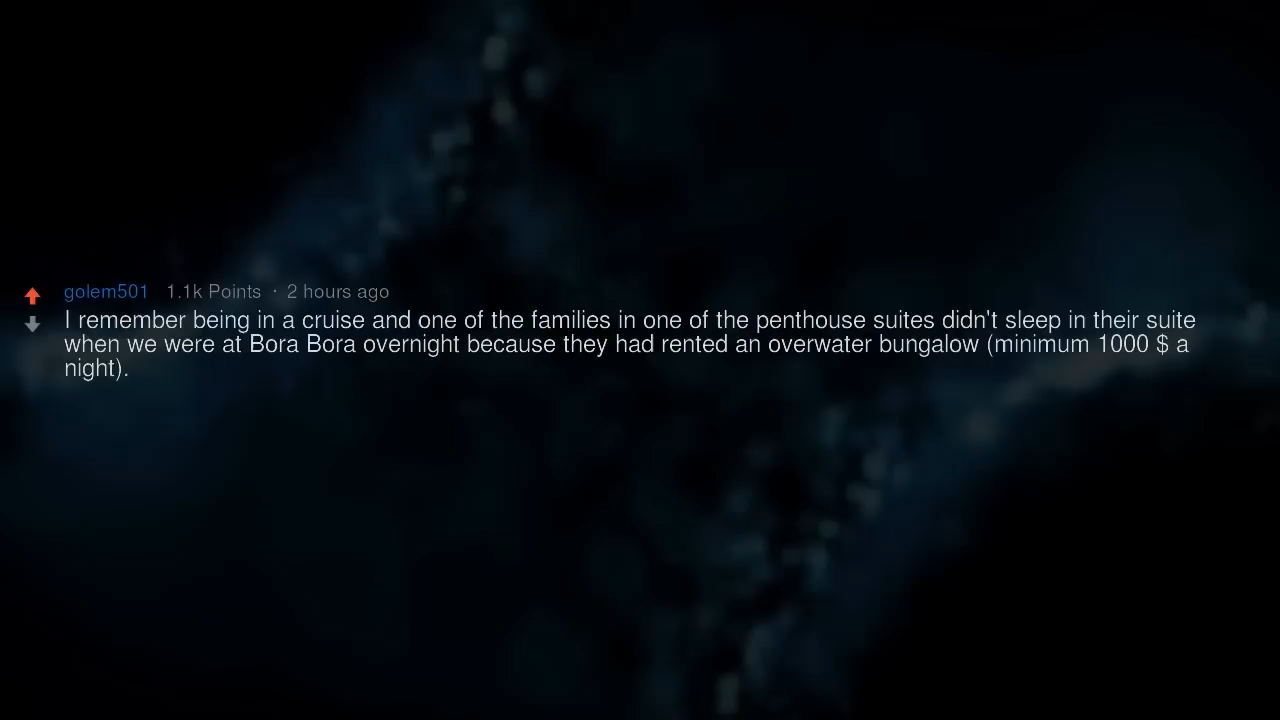 golem501 1.1k Points · 2 hours ago
I remember being in a cruise and one of the families in one of the penthouse suites didn't sleep in their suite
when we were at Bora Bora overnight because they had rented an overwater bungalow (minimum 1000 $ a
night).